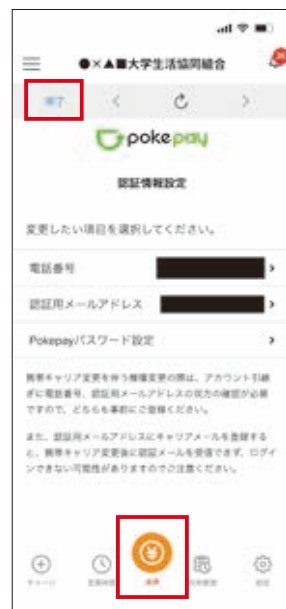 ●×▲■大学生活協同組合
完了
pokepay
認証情報設定
変更したい項目を選択してください。
電話番号
認証用メールアドレス
Pokepayパスワード設定
携帯キャリア変更を伴う機種変更の際は、アカウント引継
ぎに電話番号、認証用メールアドレスの双方の確認が必要
ですので、どちらも事前にご登録ください。
また、認証用メールアドレスにキャリアメールを登録する
と、携帯キャリア変更後に認証メールを受信できず、ログイ
ンできない可能性がありますのでご注意ください。
チャージ